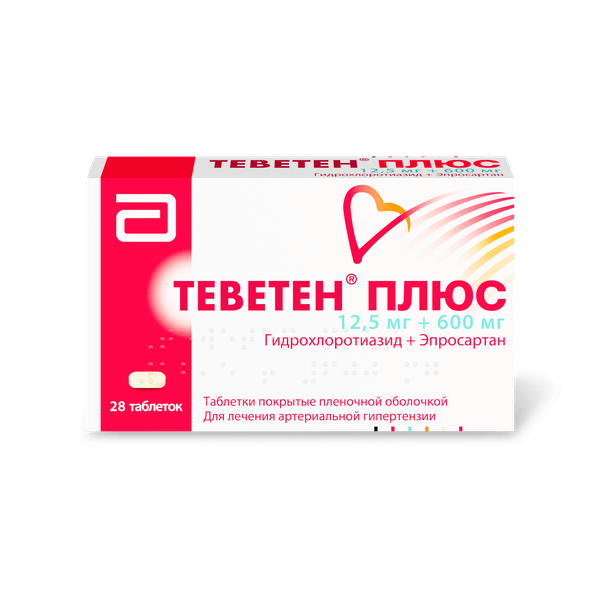 ТЕВЕТЕН® ПЛЮС
12,5 мг + 600 мг
Гидрохлоротиазид + Эпросартан
ТЕВЕТЕН® ПЛЮС
12,5 мг + 600 мг
Гидрохлоротиазид + Эпросартан
28 таблеток
Таблетки покрытые пленочной оболочкой
Для лечения артериальной гипертензии